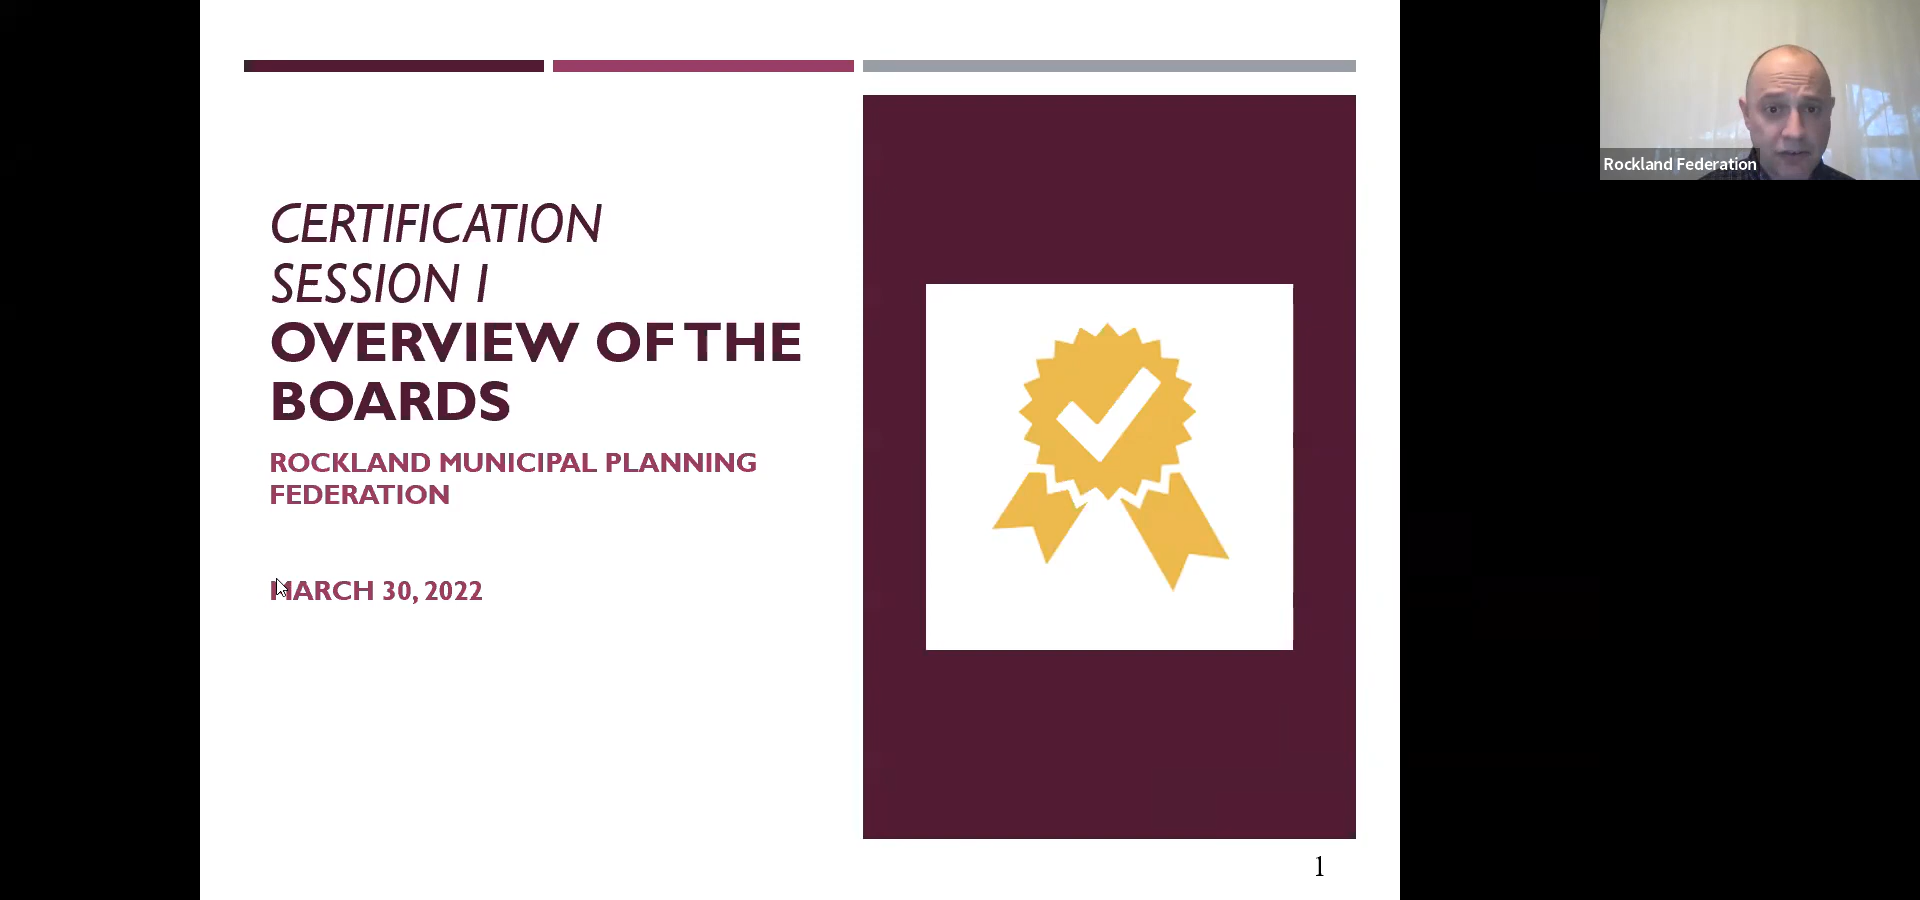 CERTIFICATION
SESSION I
OVERVIEW OF THE
BOARDS
ROCKLAND MUNICIPAL PLANNING
FEDERATION
MARCH 30, 2022
1
Rockland Federation